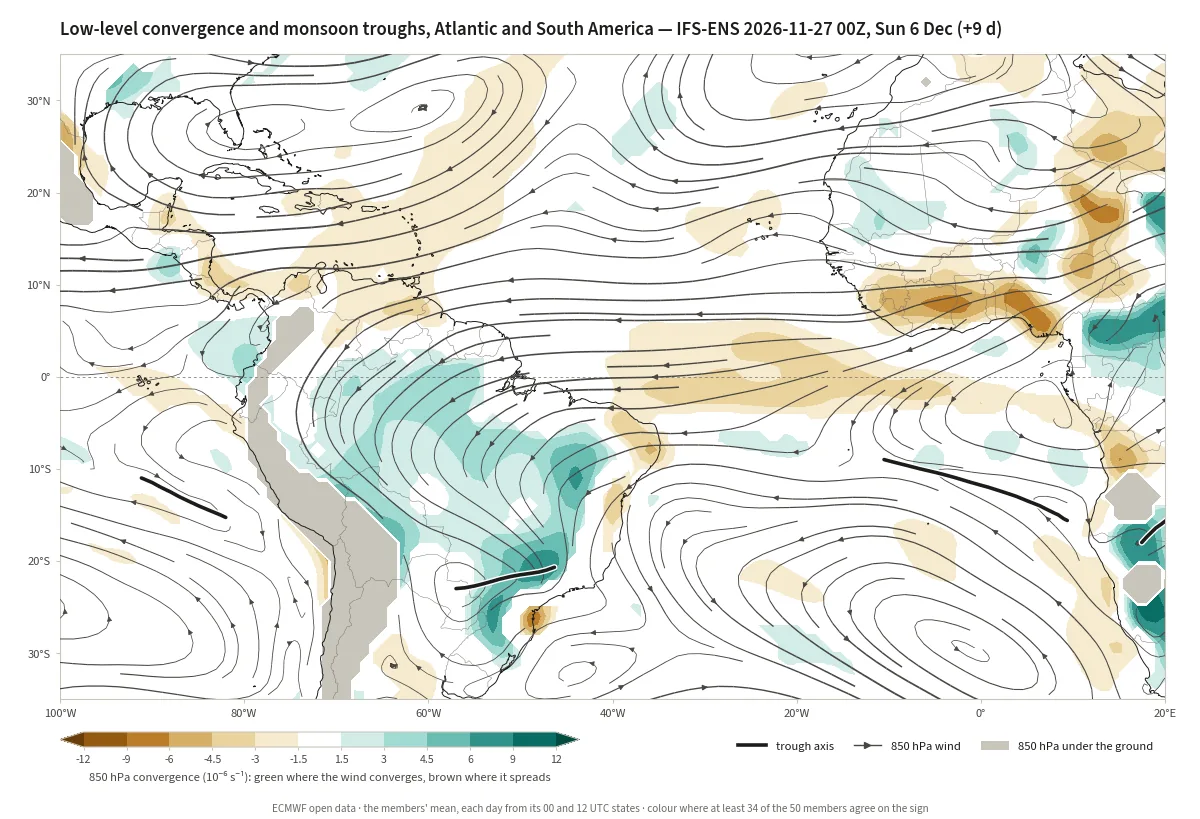 Low-level convergence and monsoon troughs, Atlantic and South America — IFS-ENS 2026-11-27 00Z, Sun 6 Dec (+9 d)
30°N
20°N
10°N
0°
10°S
20°S
30°S
100°W 80°W 60°W 40°W 20°W 0° 20°E
-12 -9 -6 -4.5 -3 -1.5 1.5 3 4.5 6 9 12
850 hPa convergence (10⁻⁶ s⁻¹): green where the wind converges, brown where it spreads
trough axis 850 hPa wind 850 hPa under the ground
ECMWF open data · the members' mean, each day from its 00 and 12 UTC states · colour where at least 34 of the 50 members agree on the sign